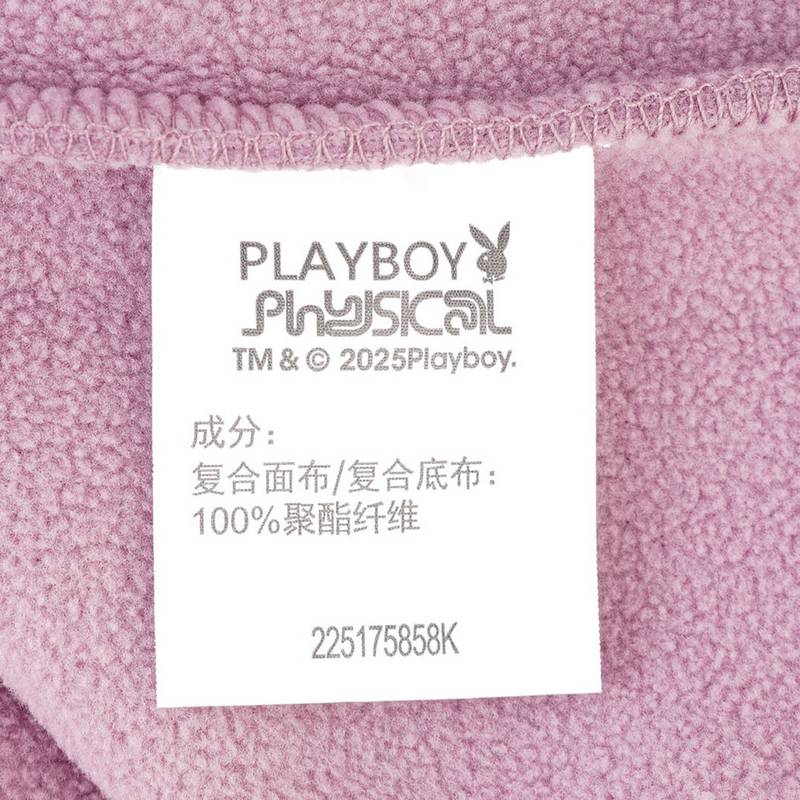 PLAYBOY
PHYSICAL
TM & © 2025Playboy.
成分：
复合面布/复合底布：
100%聚酯纤维
225175858K